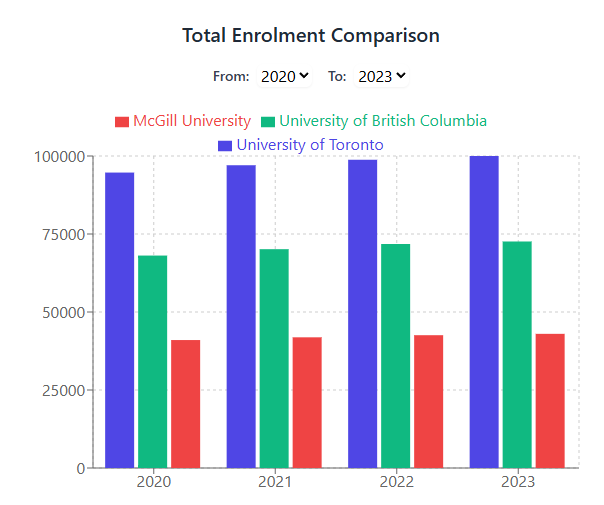 Total Enrolment Comparison
From: 2020 To: 2023
McGill University University of British Columbia
University of Toronto
100000
75000
50000
25000
0
2020 2021 2022 2023